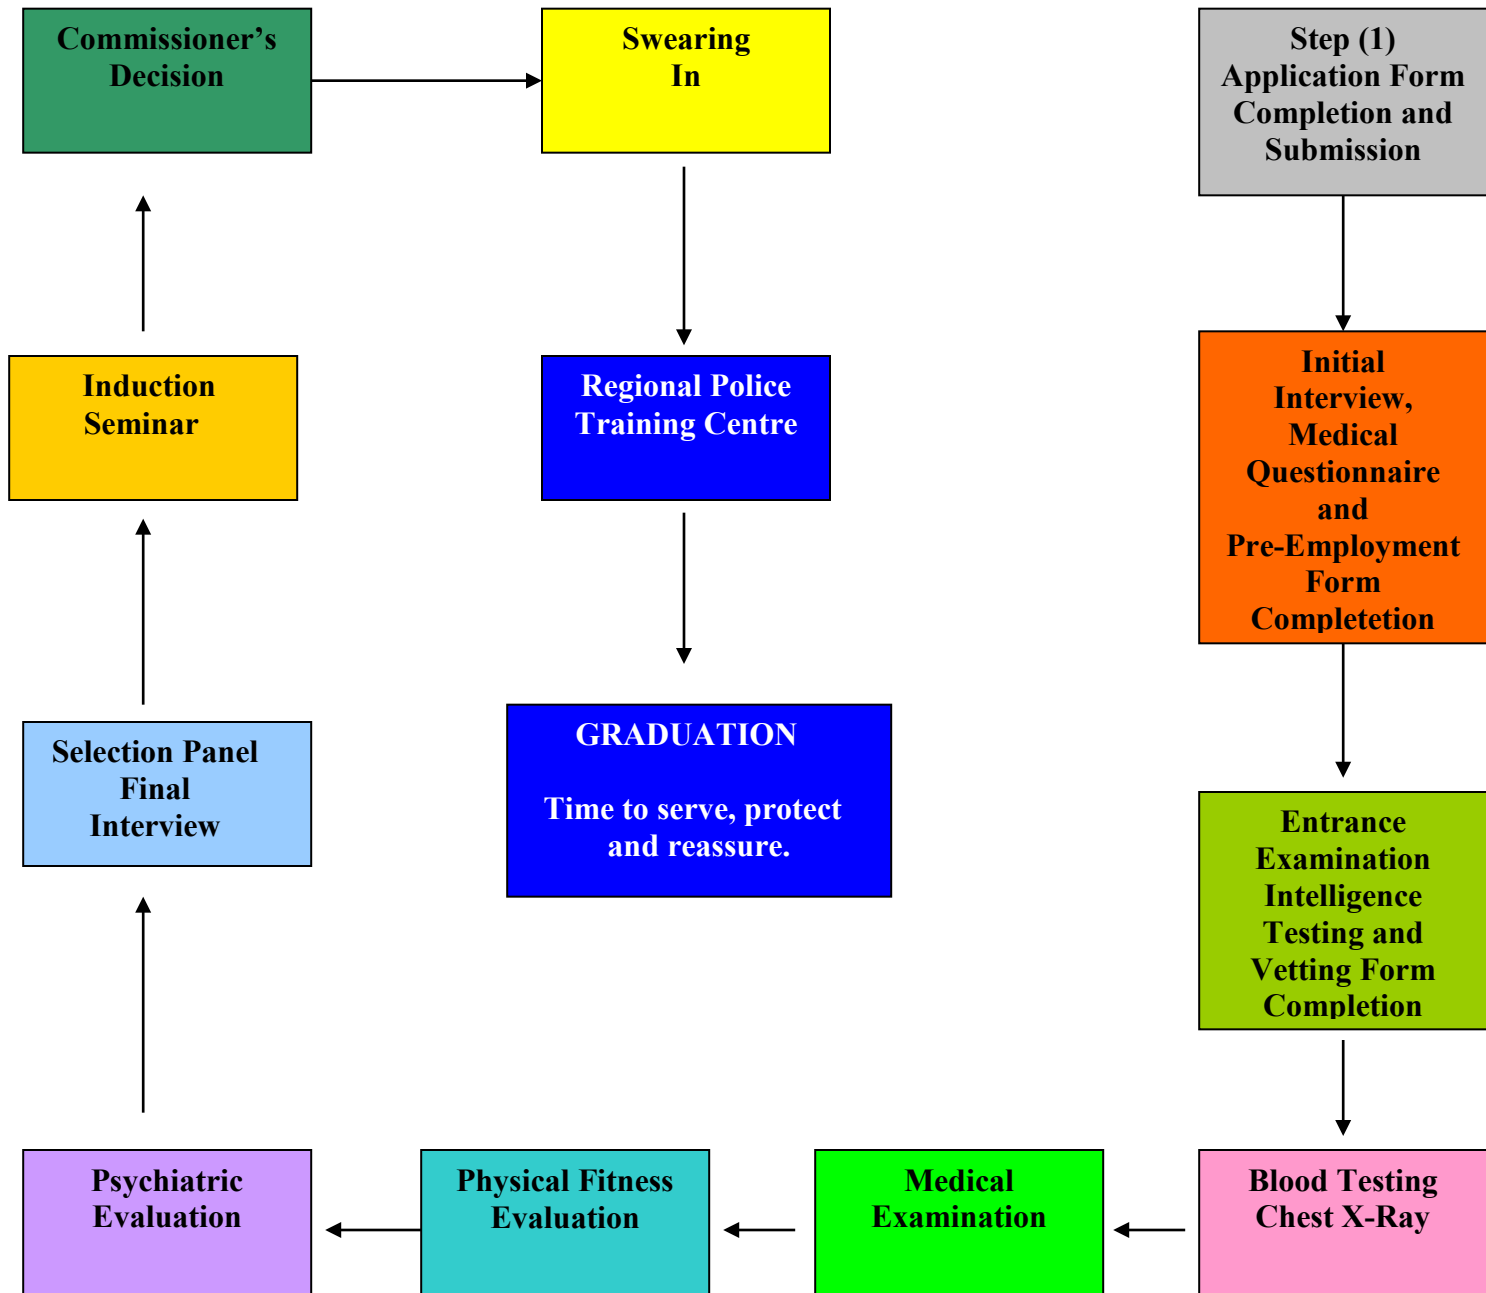 Commissioner’s
Decision
Swearing
In
Step (1)
Application Form
Completion and
Submission
Induction
Seminar
Regional Police
Training Centre
Initial
Interview,
Medical
Questionnaire
and
Pre-Employment
Form
Completetion
Selection Panel
Final
Interview
GRADUATION
Time to serve, protect
and reassure.
Entrance
Examination
Intelligence
Testing and
Vetting Form
Completion
Psychiatric
Evaluation
Physical Fitness
Evaluation
Medical
Examination
Blood Testing
Chest X-Ray